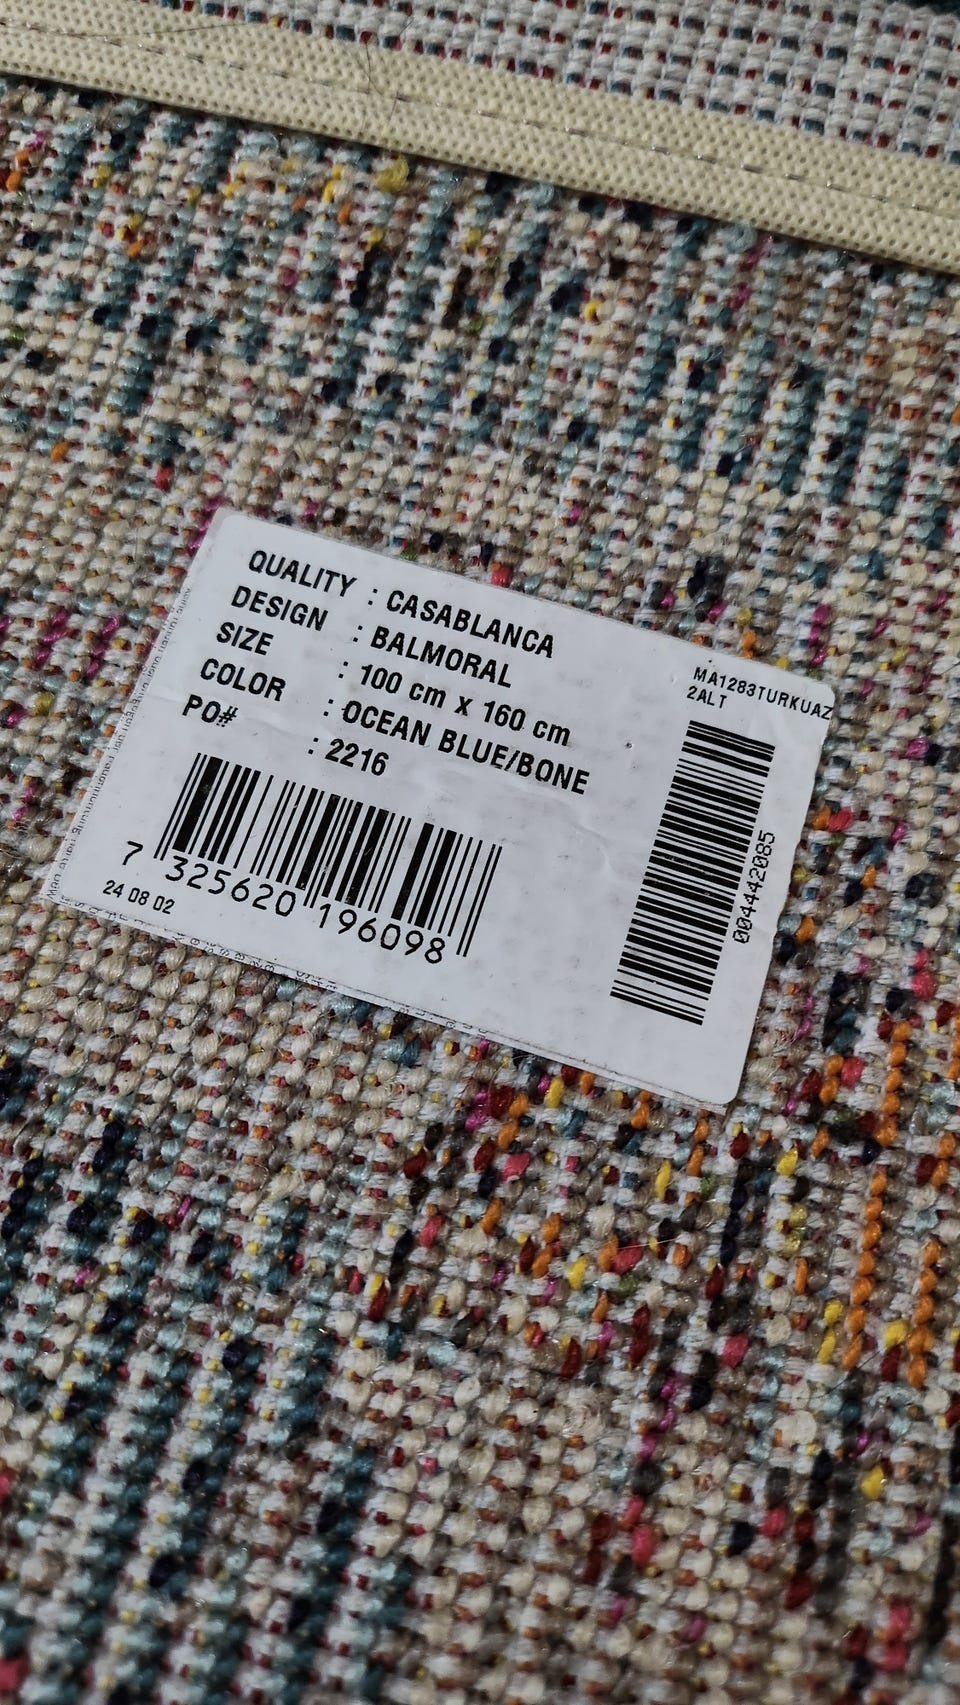 QUALITY : CASABLANCA
DESIGN : BALMORAL
SIZE : 100 cm x 160 cm
COLOR : OCEAN BLUE/BONE
PO# : 2216
7 325620 196098
24 08 02
MA1283TURKUAZ
2ALT
004442085